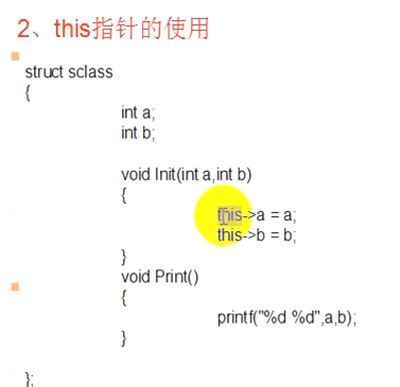 2、this指针的使用
struct sclass
{
int a;
int b;
void Init(int a,int b)
{
this->a = a;
this->b = b;
}
void Print()
{
printf("%d %d",a,b);
}
};